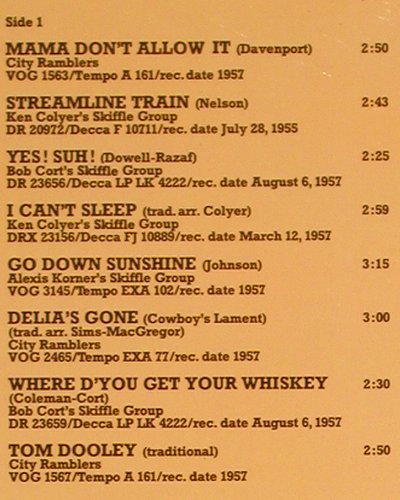 Side 1
MAMA DON'T ALLOW IT (Davenport) 2:50
City Ramblers
VOG 1563/Tempo A 161/rec. date 1957
STREAMLINE TRAIN (Nelson) 2:43
Ken Colyer's Skiffle Group
DR 20972/Decca F 10711/rec. date July 28, 1955
YES! SUH! (Dowell-Razaf) 2:25
Bob Cort's Skiffle Group
DR 23656/Decca LP LK 4222/rec. date August 6, 1957
I CAN'T SLEEP (trad. arr. Colyer) 2:59
Ken Colyer's Skiffle Group
DRX 23156/Decca FJ 10889/rec. date March 12, 1957
GO DOWN SUNSHINE (Johnson) 3:15
Alexis Korner's Skiffle Group
VOG 3145/Tempo EXA 102/rec. date 1957
DELIA'S GONE (Cowboy's Lament) 3:00
(trad. arr. Sims-MacGregor)
City Ramblers
VOG 2465/Tempo EXA 77/rec. date 1957
WHERE D'YOU GET YOUR WHISKEY 2:30
(Coleman-Cort)
Bob Cort's Skiffle Group
DR 23659/Decca LP LK 4222/rec. date August 6, 1957
TOM DOOLEY (traditional) 2:50
City Ramblers
VOG 1567/Tempo A 161/rec. date 1957